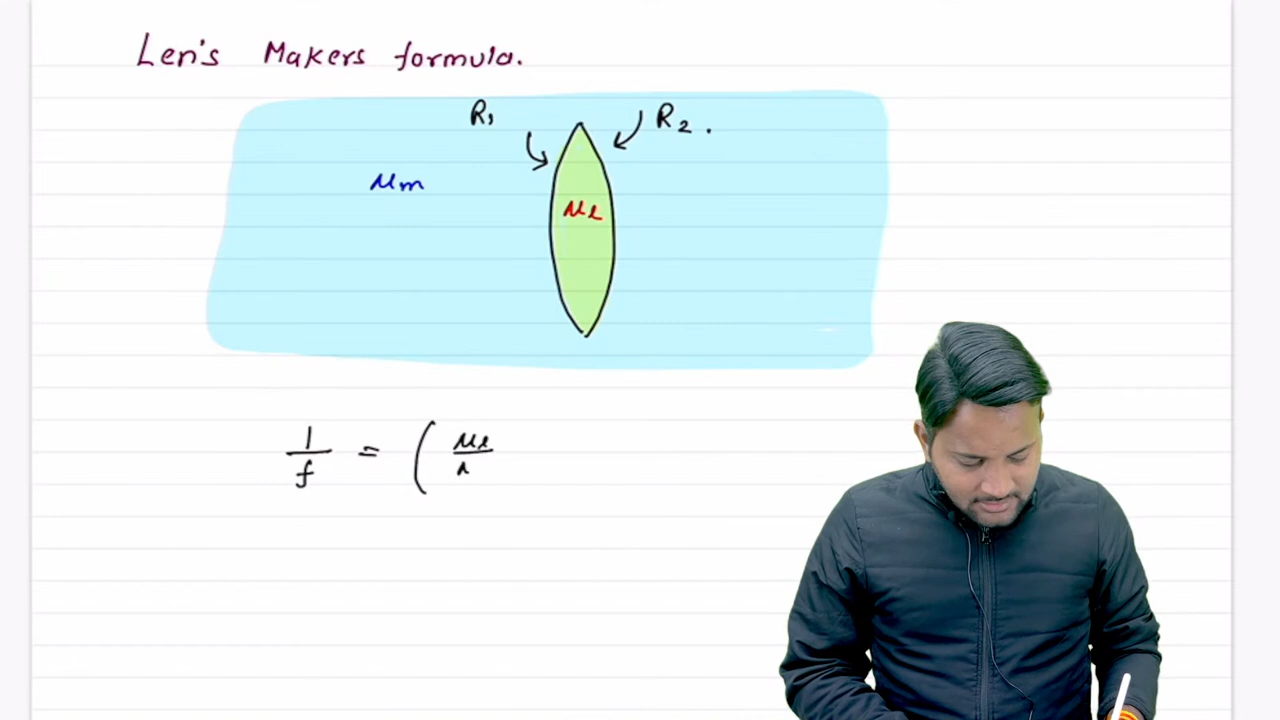 Len's Makers formula.
R₁ R₂ .
μm
μl
1/f = ( μl/